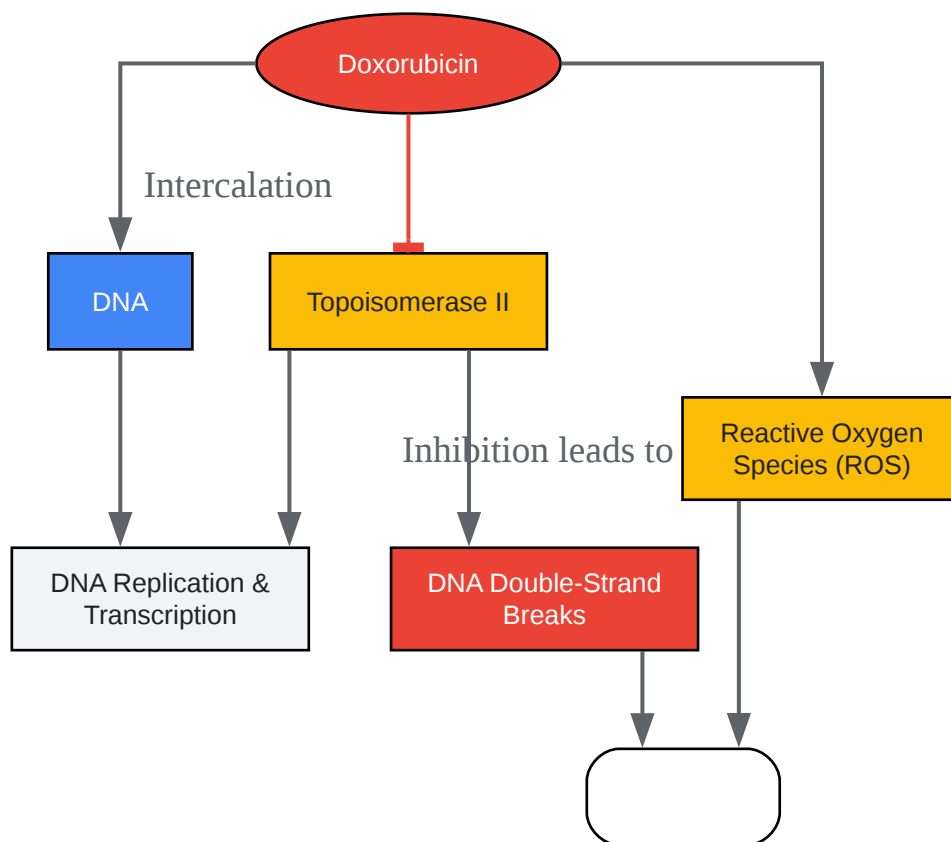 Doxorubicin
Intercalation
DNA
Topoisomerase II
Inhibition leads to
Reactive Oxygen
Species (ROS)
DNA Replication &
Transcription
DNA Double-Strand
Breaks